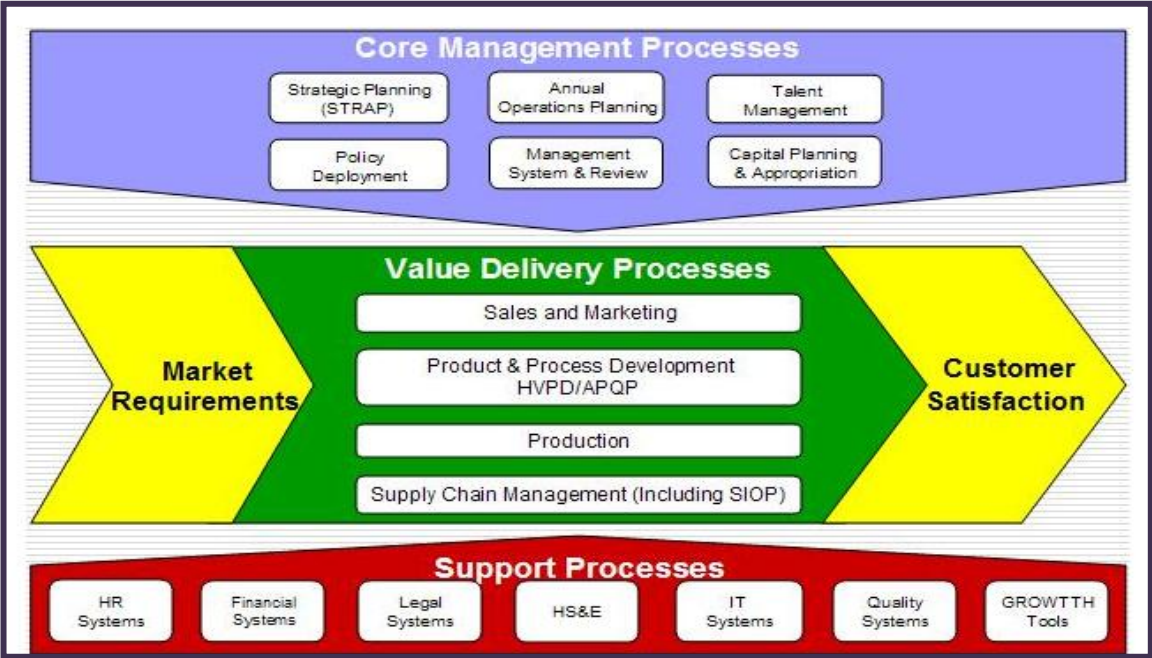 Core Management Processes
Strategic Planning
(STRAP)
Annual
Operations Planning
Talent
Management
Policy
Deployment
Management
System & Review
Capital Planning
& Appropriation
Value Delivery Processes
Market
Requirements
Sales and Marketing
Product & Process Development
HVPD/APQP
Production
Supply Chain Management (Including SIOP)
Customer
Satisfaction
Support Processes
HR
Systems
Financial
Systems
Legal
Systems
HS&E
IT
Systems
Quality
Systems
GROWTTH
Tools